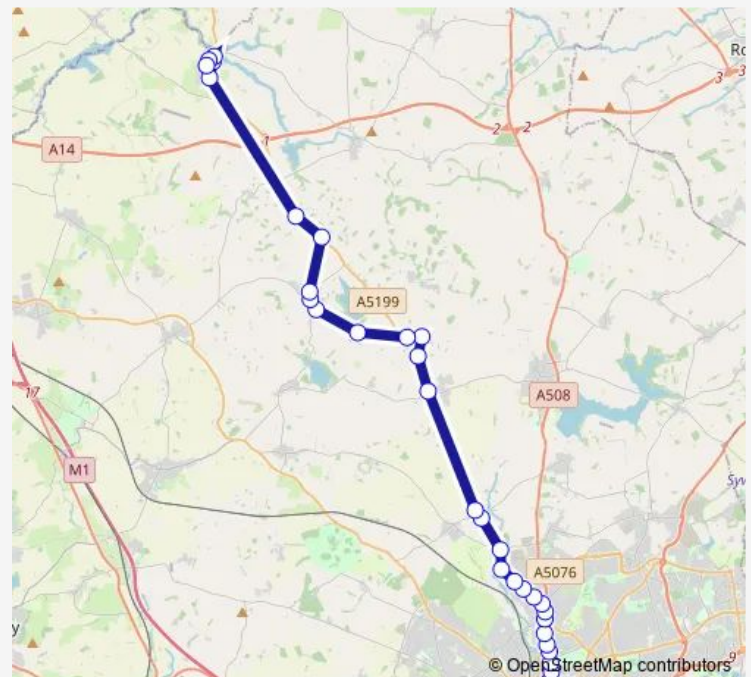 Ro
3
3
2
2
1
A14
A5199
17
A508
M1
Syw
A5076
y
9
© OpenStreetMap contributors